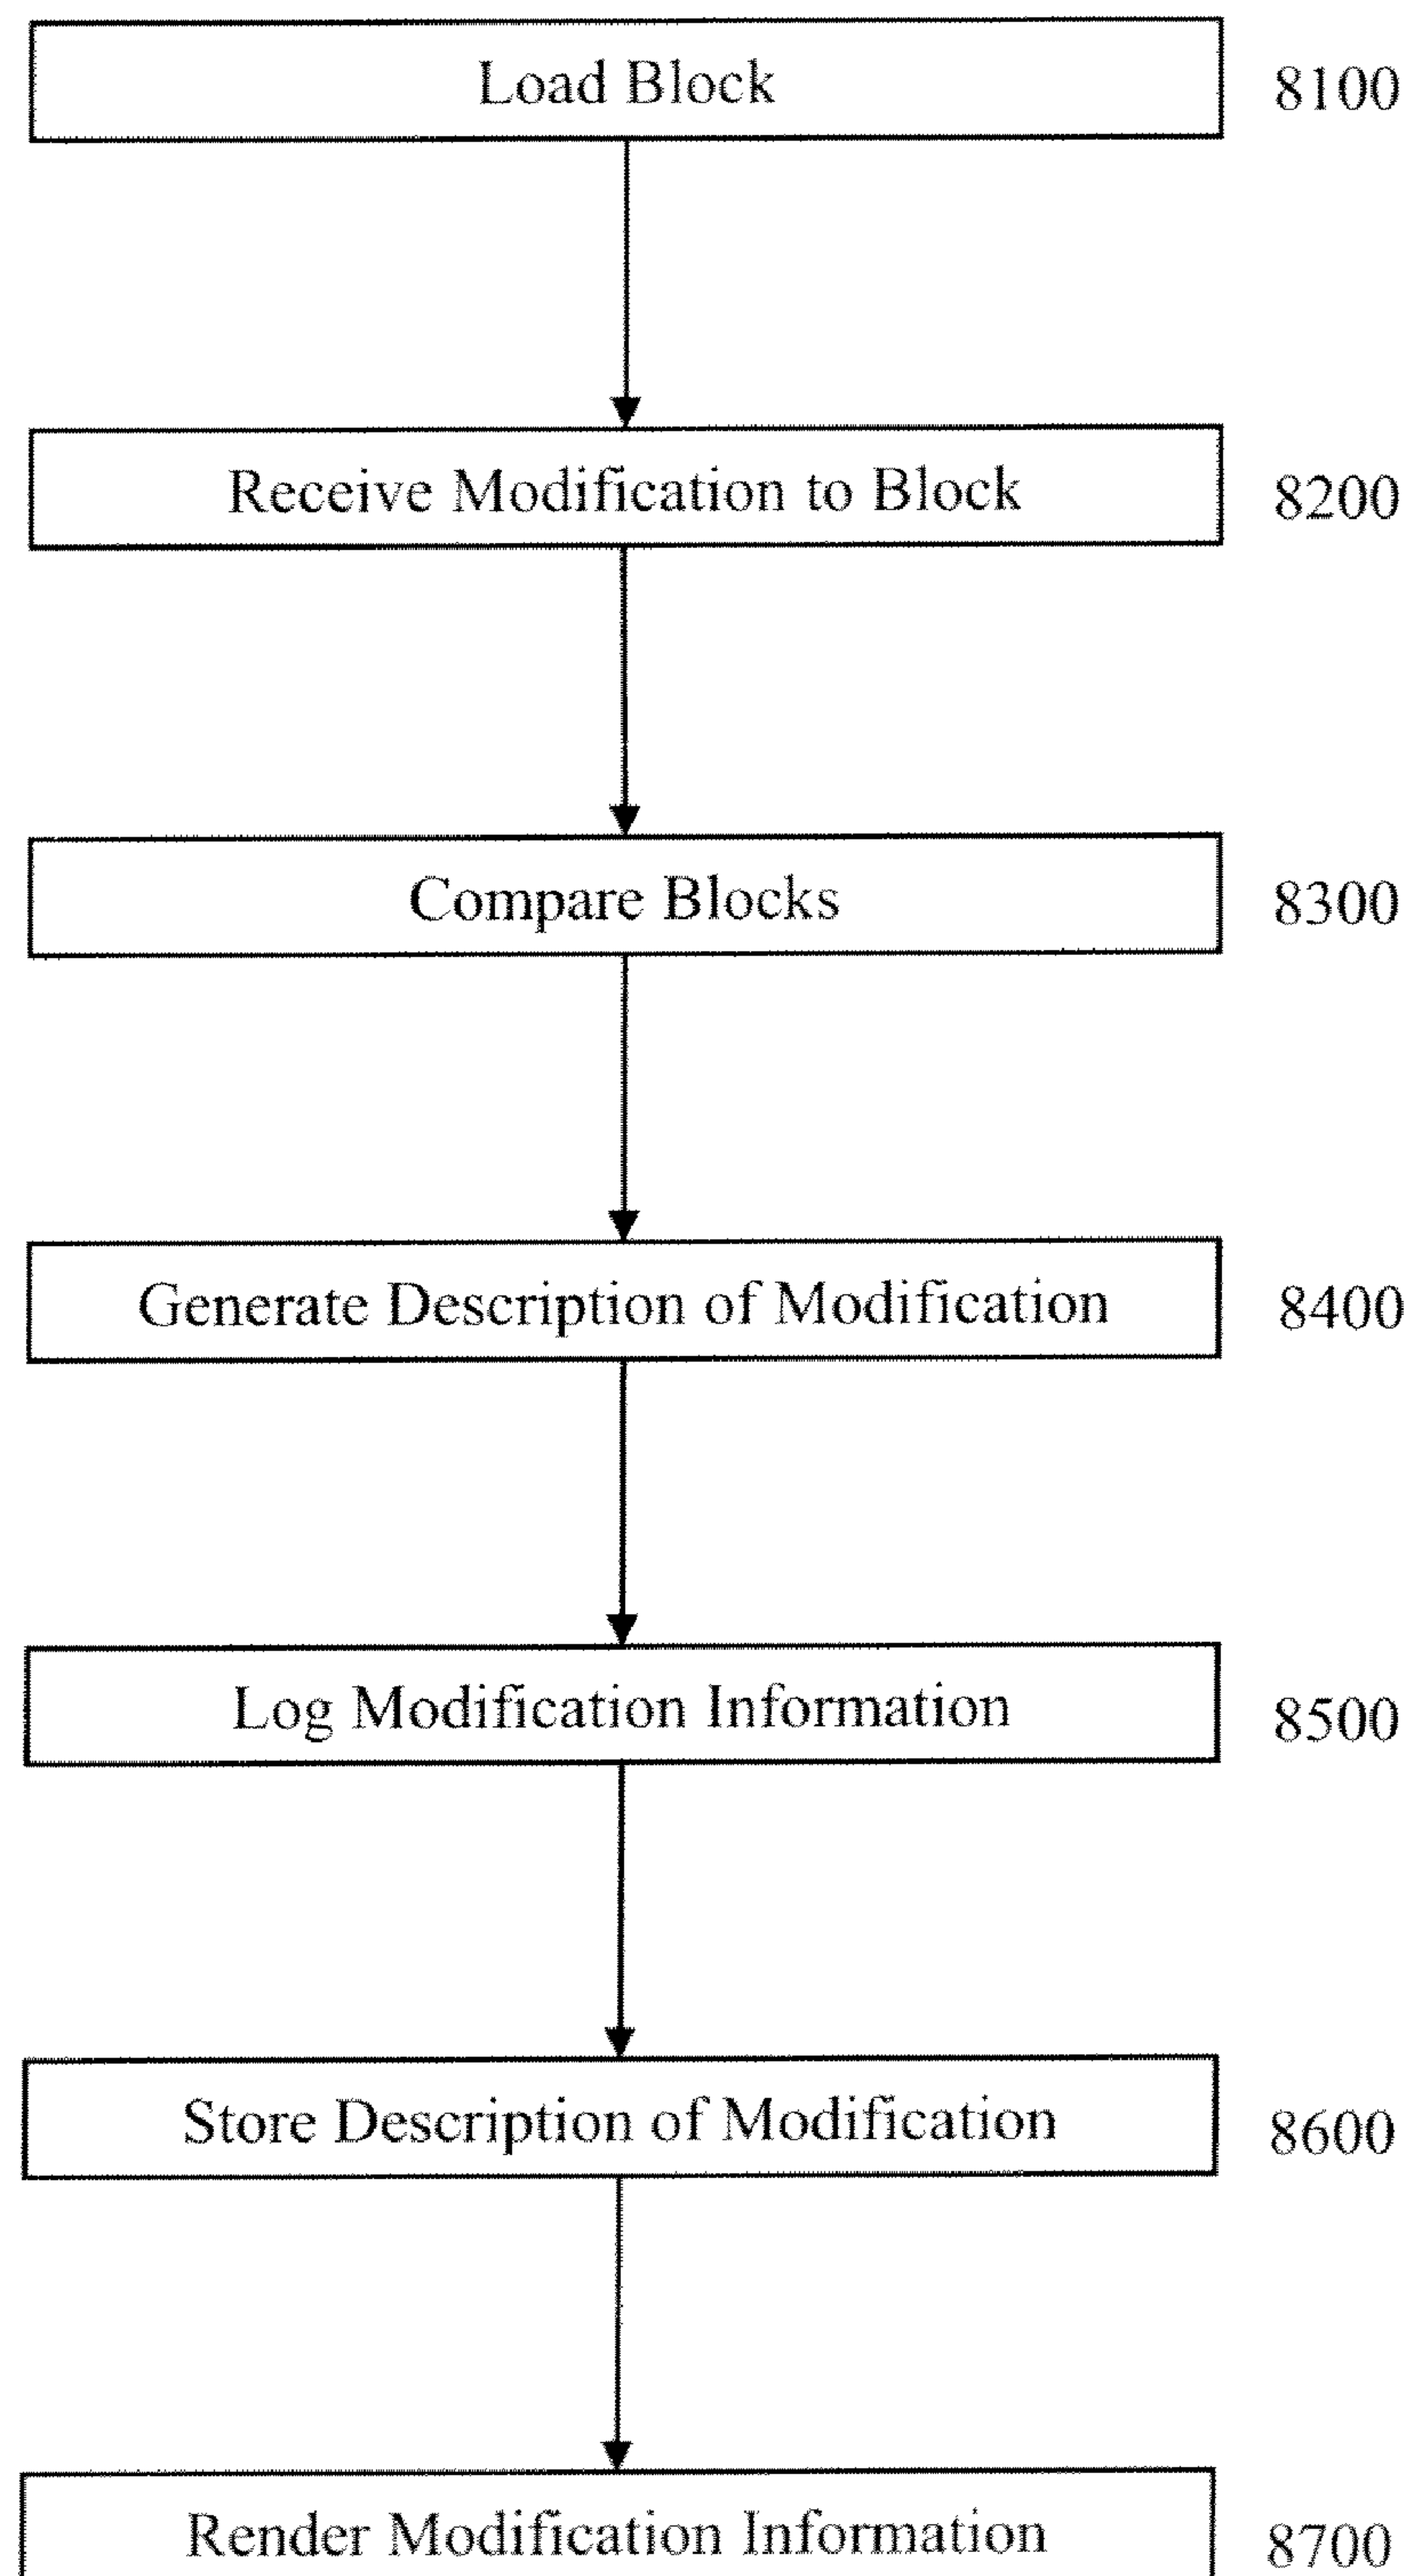 Load Block 8100
Receive Modification to Block 8200
Compare Blocks 8300
Generate Description of Modification 8400
Log Modification Information 8500
Store Description of Modification 8600
Render Modification Information 8700